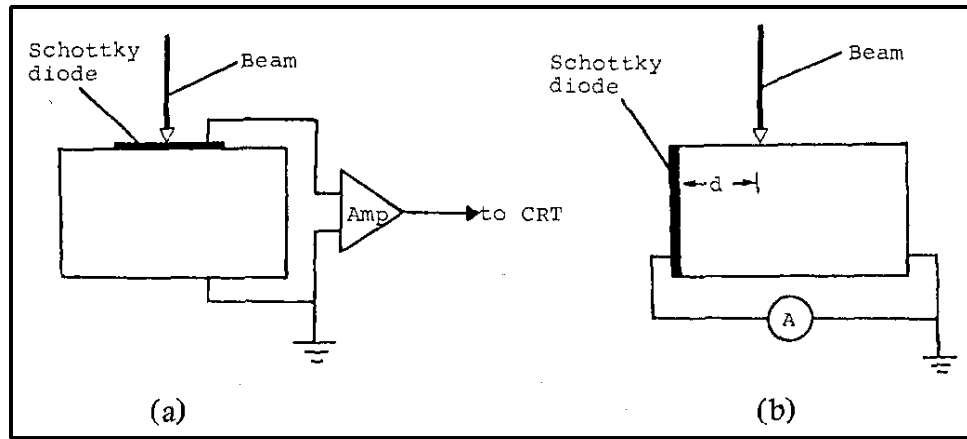 Schottky
diode
Beam
Amp
to CRT
(a)
Schottky
diode
Beam
d
A
(b)